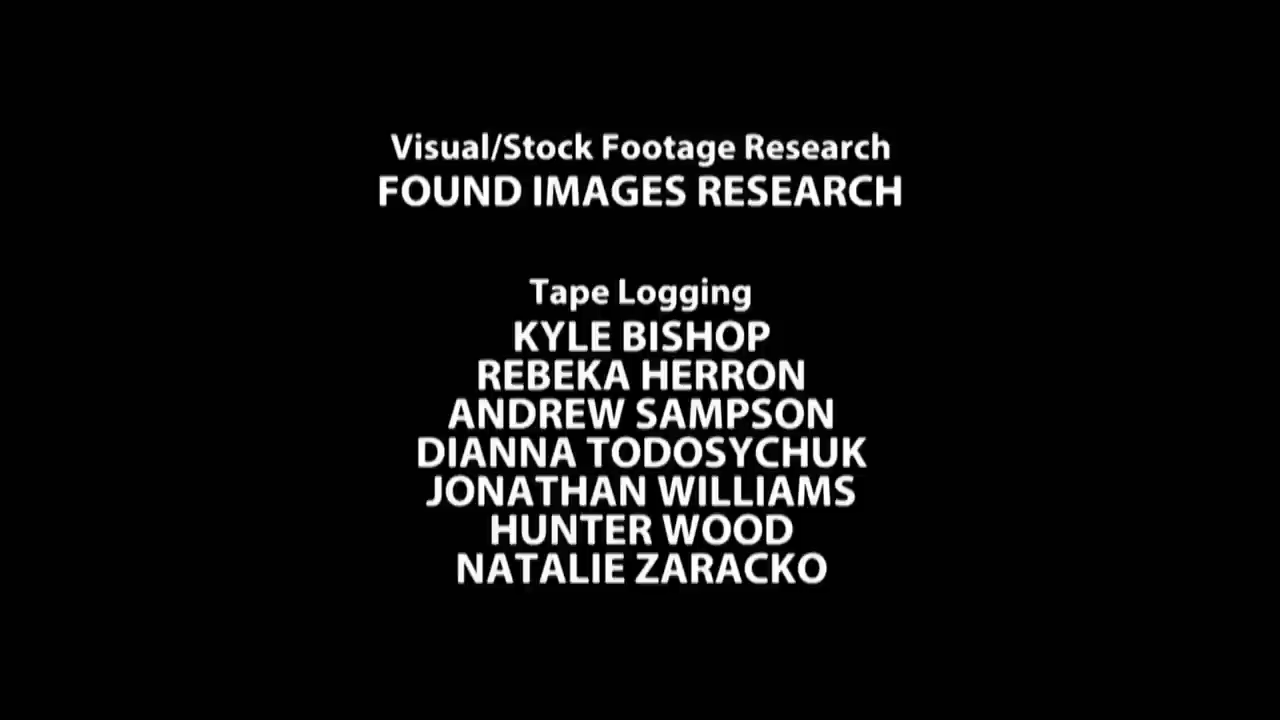 Visual/Stock Footage Research
FOUND IMAGES RESEARCH
Tape Logging
KYLE BISHOP
REBEKA HERRON
ANDREW SAMPSON
DIANNA TODOSYCHUK
JONATHAN WILLIAMS
HUNTER WOOD
NATALIE ZARACKO